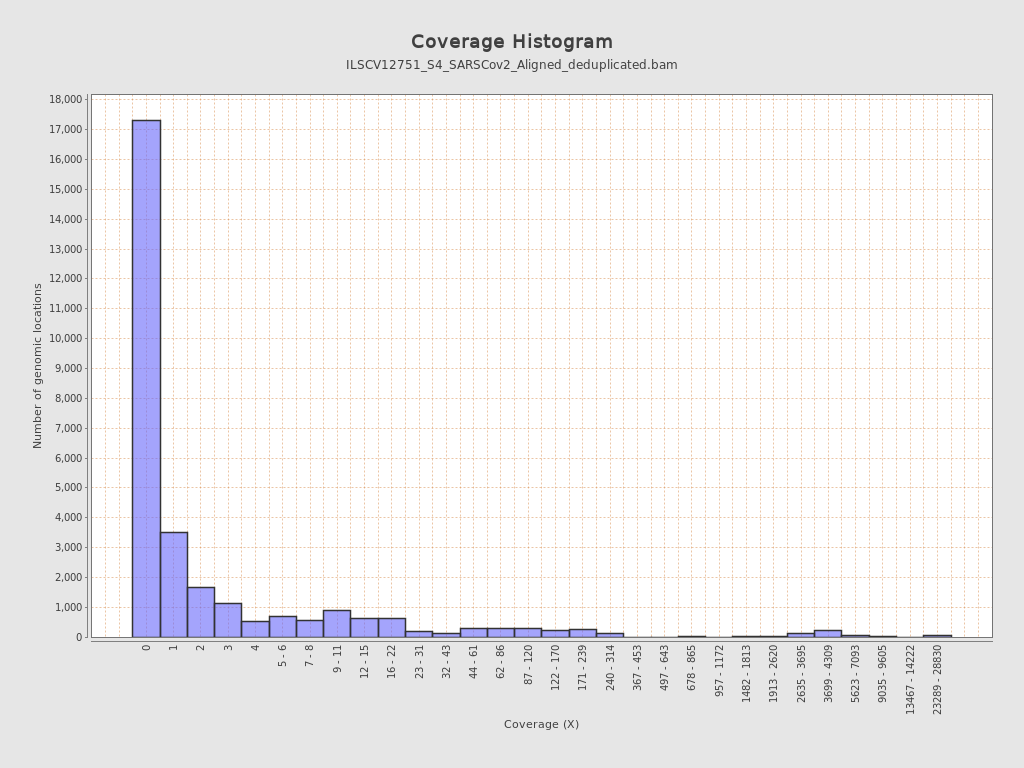 Coverage Histogram
ILSCV12751_S4_SARSCov2_Aligned_deduplicated.bam
18,000
17,000
16,000
15,000
14,000
13,000
12,000
11,000
10,000
9,000
8,000
7,000
6,000
5,000
4,000
3,000
2,000
1,000
0
Number of genomic locations
0
1
2
3
4
5 - 6
7 - 8
9 - 11
12 - 15
16 - 22
23 - 31
32 - 43
44 - 61
62 - 86
87 - 120
122 - 170
171 - 239
240 - 314
367 - 453
497 - 643
678 - 865
957 - 1172
1482 - 1813
1913 - 2620
2635 - 3695
3699 - 4309
5623 - 7093
9035 - 9605
13467 - 14222
23289 - 28830
Coverage (X)